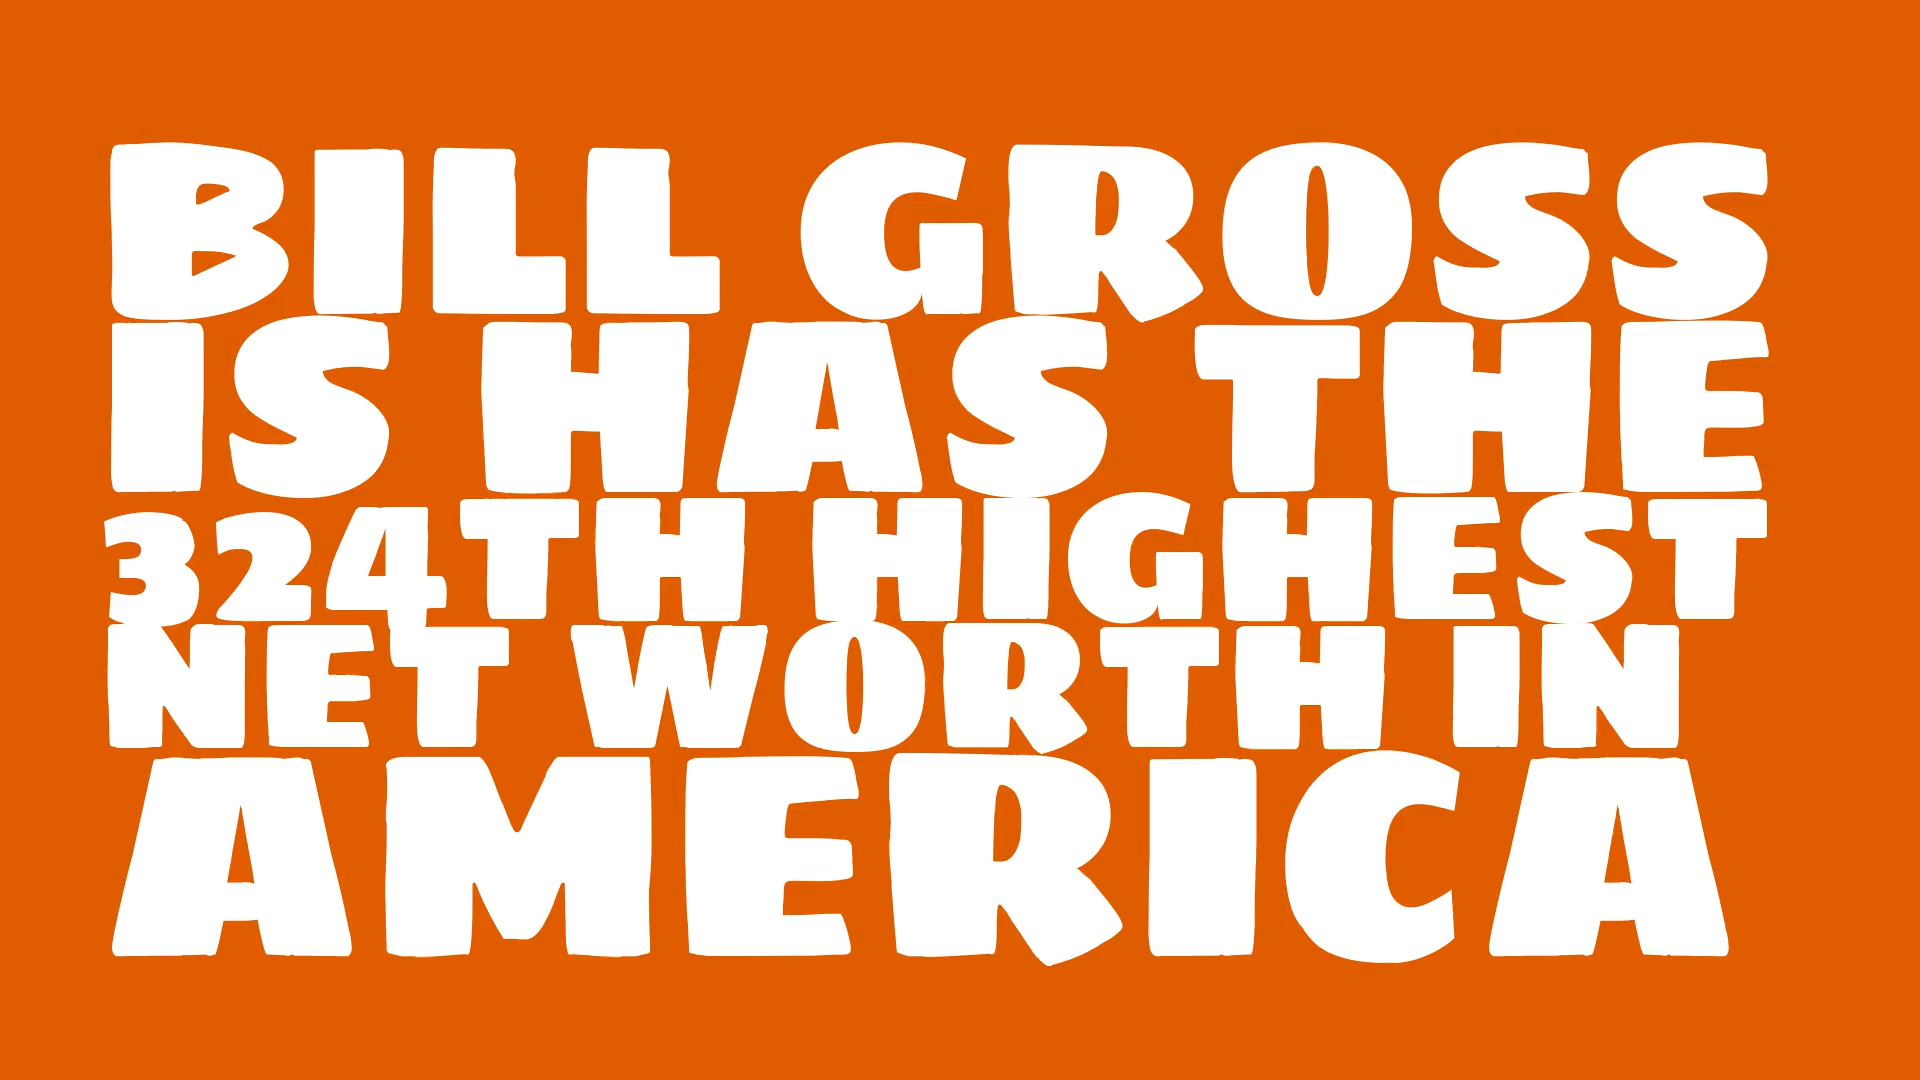 BILL GROSS
IS HAS THE
324TH HIGHEST
NET WORTH IN
AMERICA